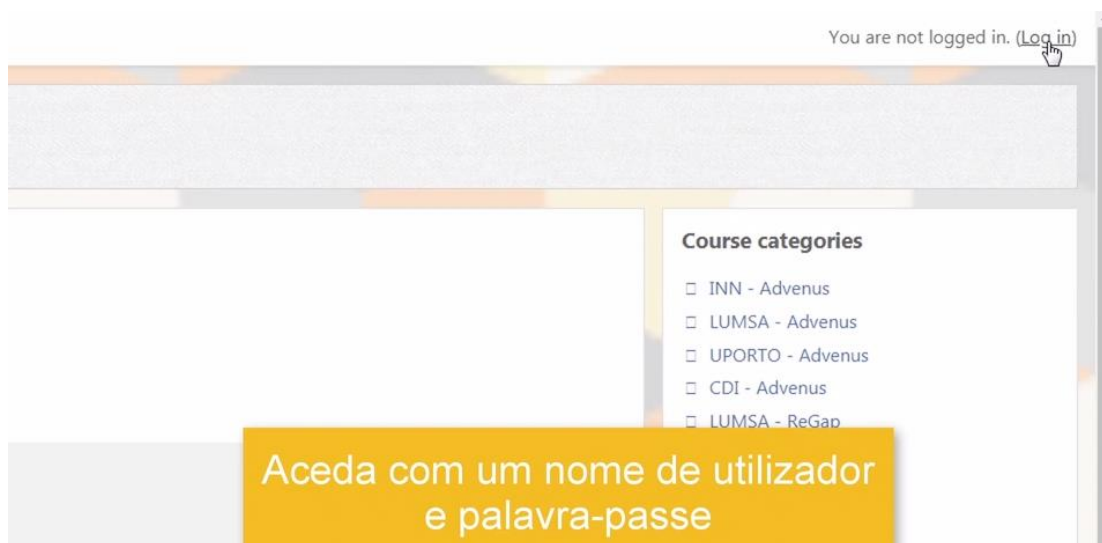 You are not logged in. (Log in)
Course categories
INN - Advenus
LUMSA - Advenus
UPORTO - Advenus
CDI - Advenus
LUMSA - ReGap
Aceda com um nome de utilizador
e palavra-passe